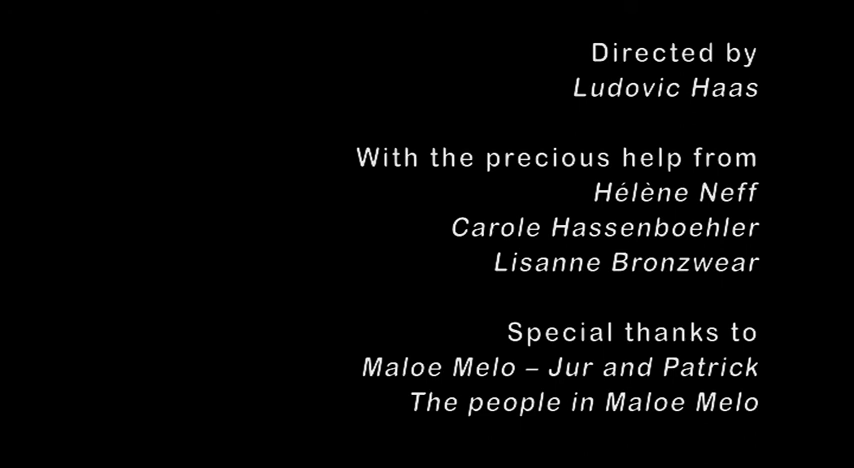 Directed by
Ludovic Haas
With the precious help from
Hélène Neff
Carole Hassenboehler
Lisanne Bronzwear
Special thanks to
Maloe Melo – Jur and Patrick
The people in Maloe Melo